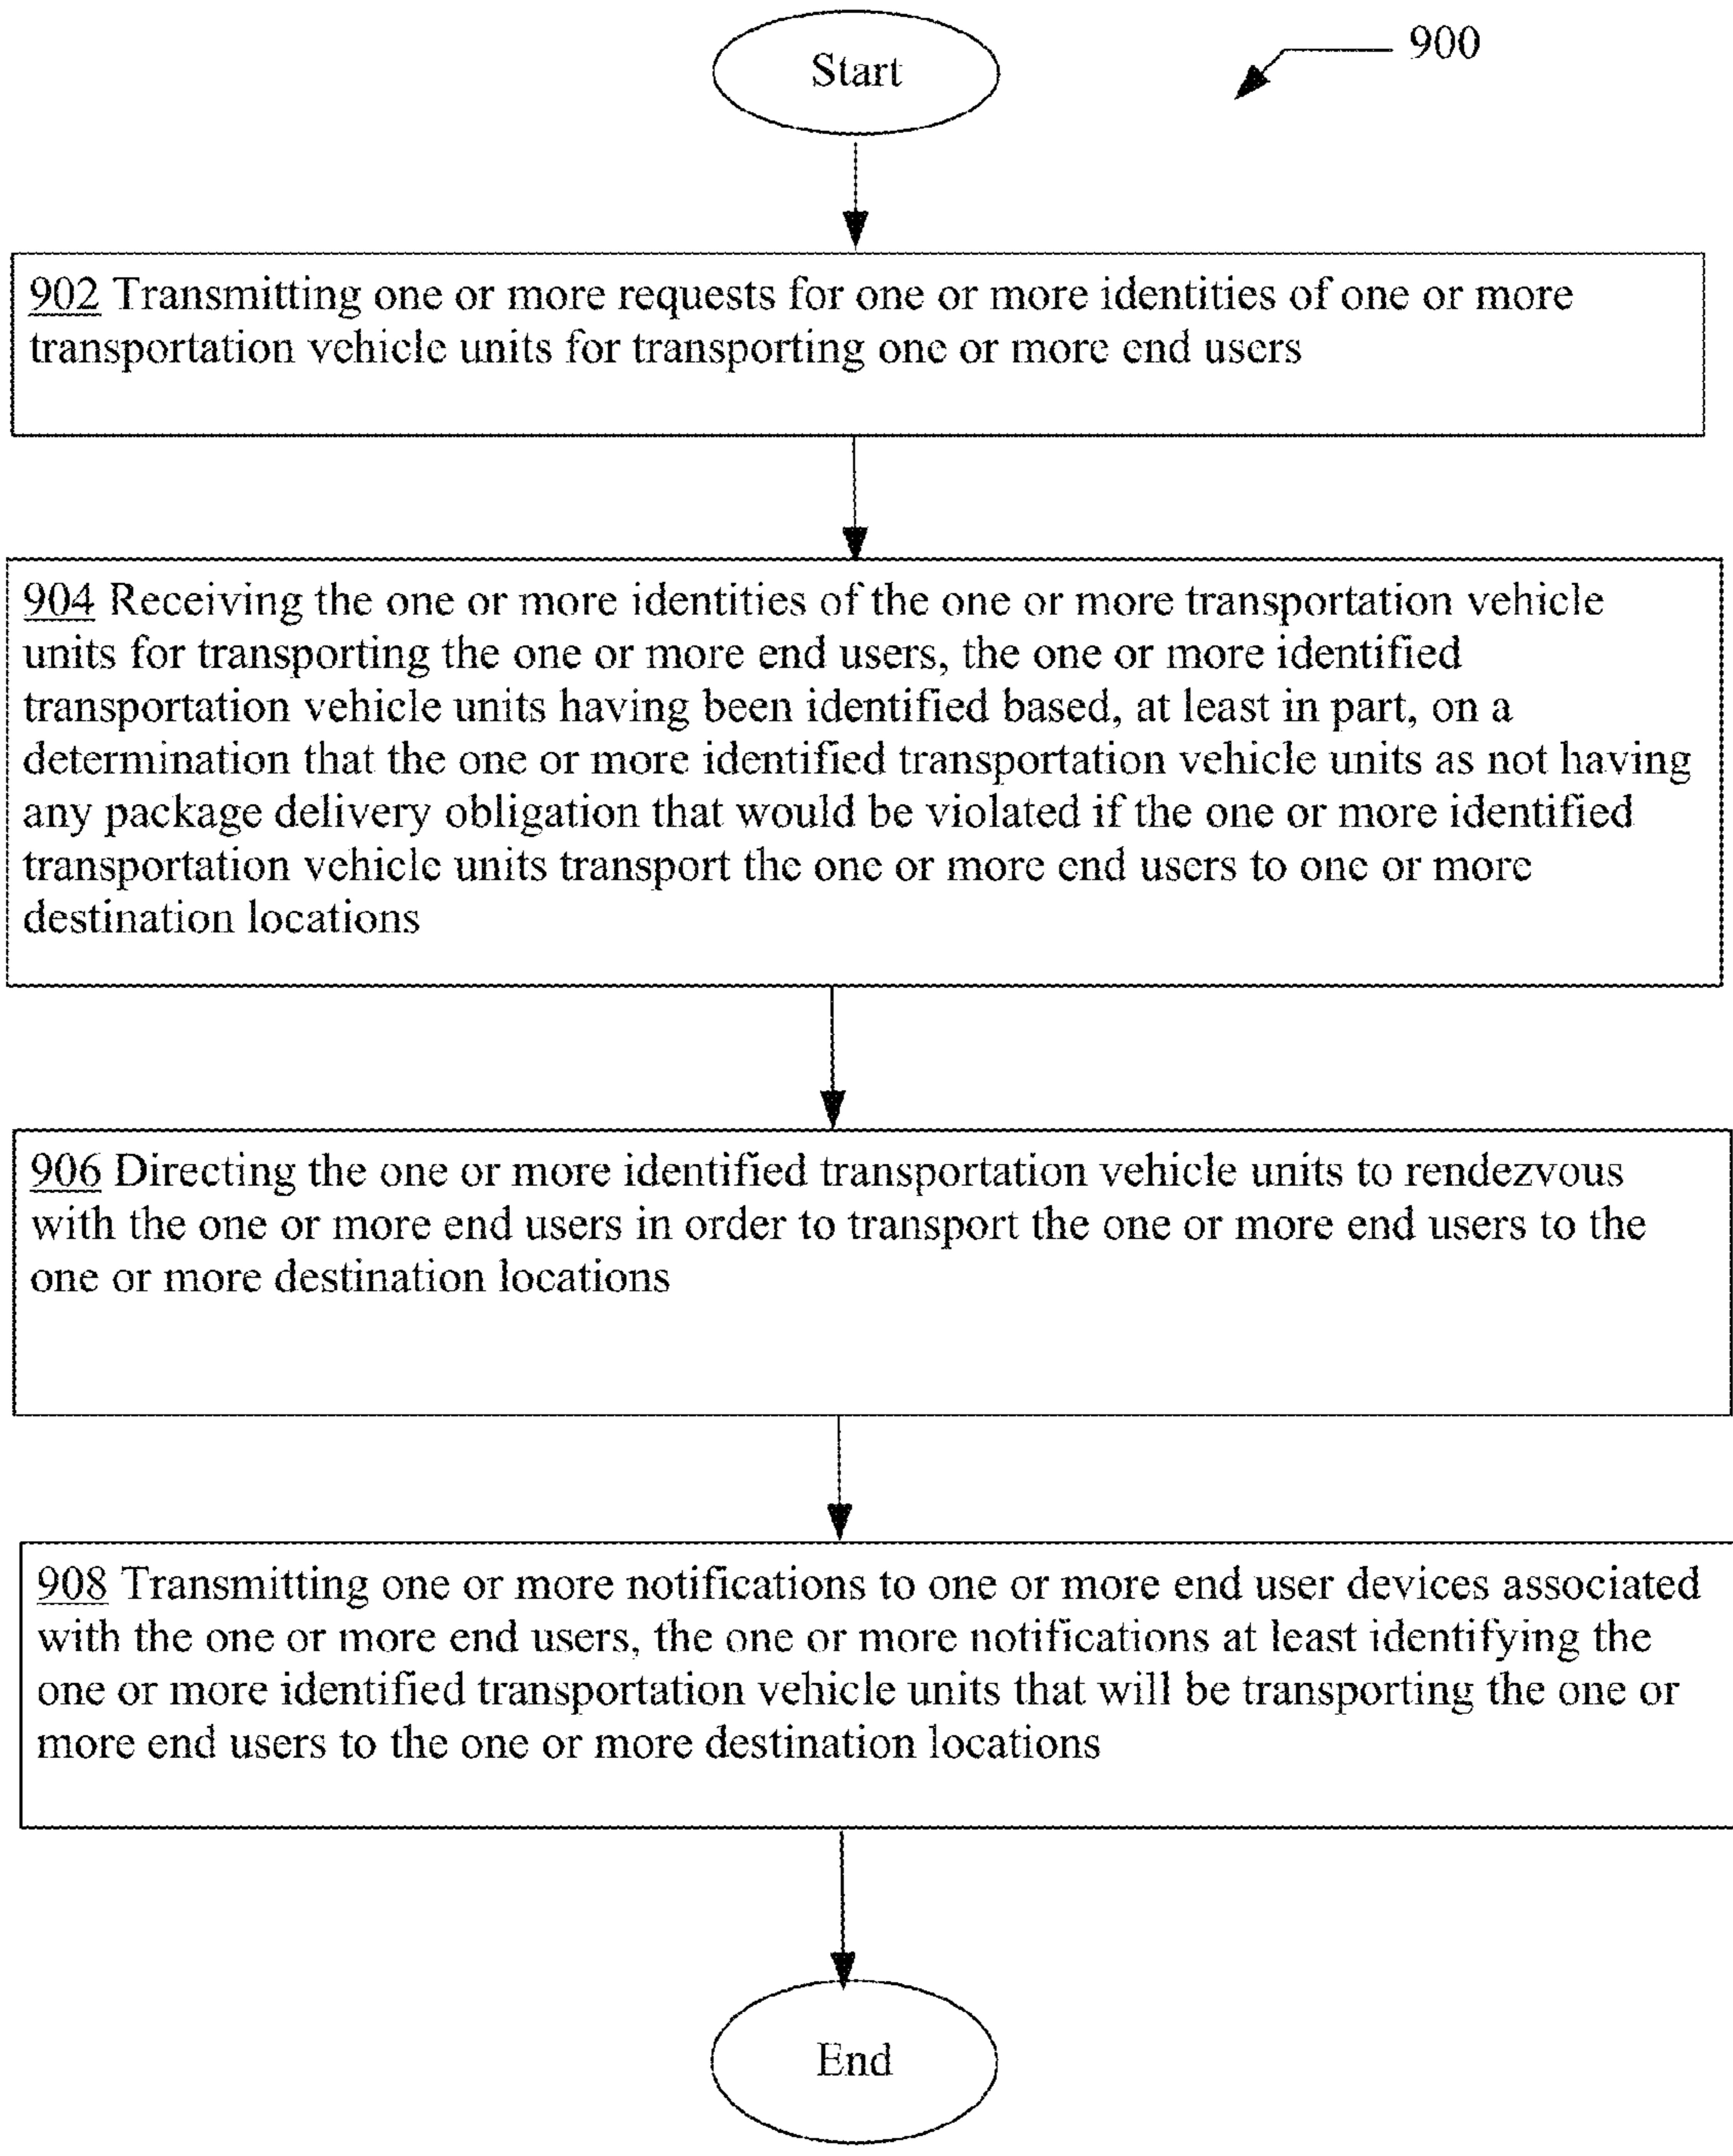 Start
900
902 Transmitting one or more requests for one or more identities of one or more
transportation vehicle units for transporting one or more end users
904 Receiving the one or more identities of the one or more transportation vehicle
units for transporting the one or more end users, the one or more identified
transportation vehicle units having been identified based, at least in part, on a
determination that the one or more identified transportation vehicle units as not having
any package delivery obligation that would be violated if the one or more identified
transportation vehicle units transport the one or more end users to one or more
destination locations
906 Directing the one or more identified transportation vehicle units to rendezvous
with the one or more end users in order to transport the one or more end users to the
one or more destination locations
908 Transmitting one or more notifications to one or more end user devices associated
with the one or more end users, the one or more notifications at least identifying the
one or more identified transportation vehicle units that will be transporting the one or
more end users to the one or more destination locations
End